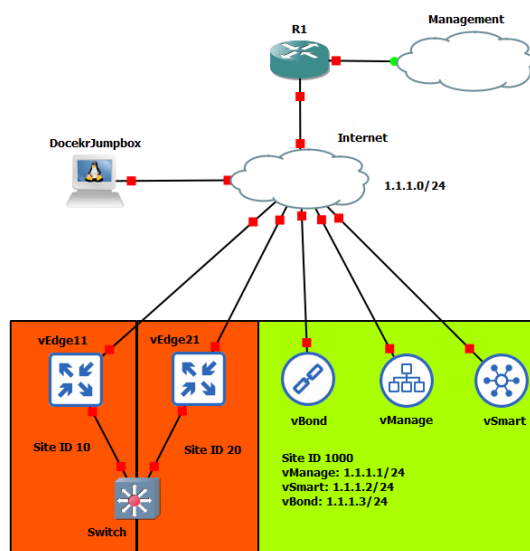 Management
R1
Internet
DocekrJumpbox
1.1.1.0/24
vEdge11
vEdge21
vBond
vManage
vSmart
Site ID 10
Site ID 20
Site ID 1000
vManage: 1.1.1.1/24
vSmart: 1.1.1.2/24
vBond: 1.1.1.3/24
Switch